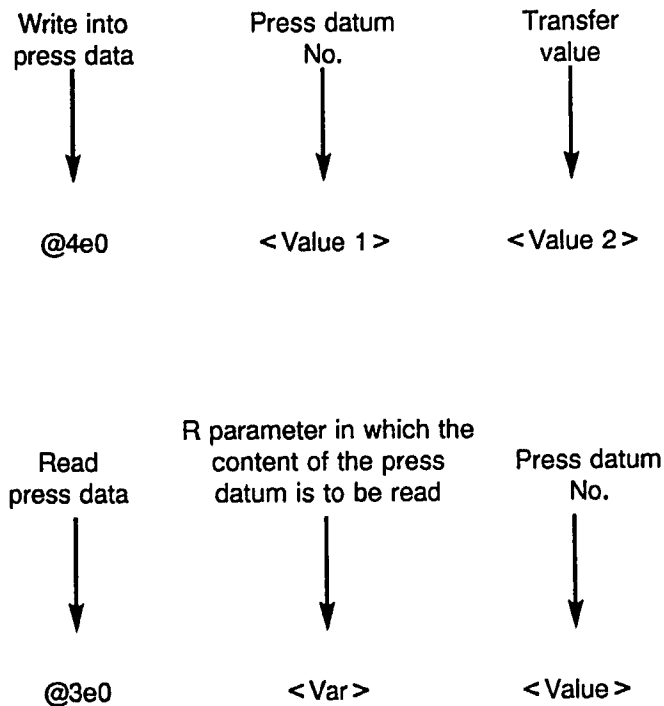 Write into
press data
Press datum
No.
Transfer
value
@4e0
<Value 1>
<Value 2>
Read
press data
R parameter in which the
content of the press
datum is to be read
Press datum
No.
@3e0
<Var>
<Value>